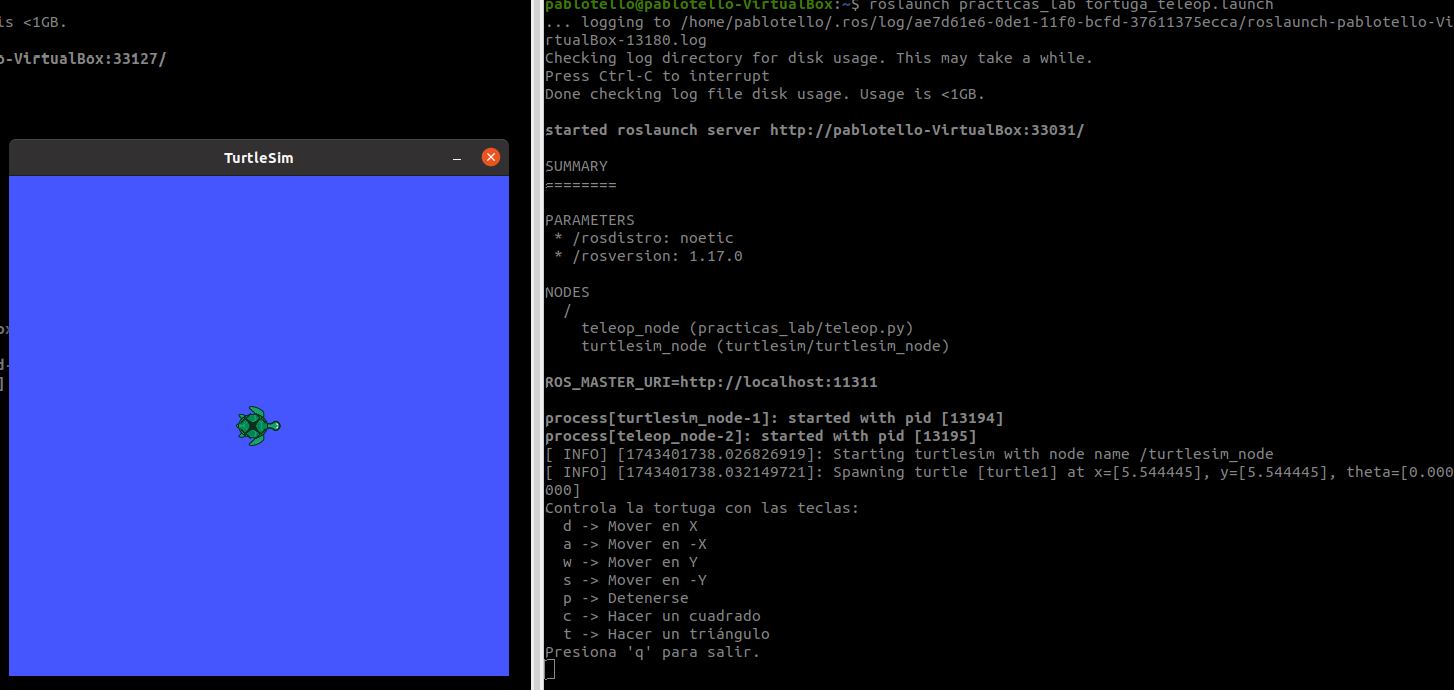 is <1GB.
o-VirtualBox:33127/
TurtleSim
pablotello@pablotello-VirtualBox:~$ roslaunch practicas_lab tortuga_teleop.launch
... logging to /home/pablotello/.ros/log/ae7d61e6-0de1-11f0-bcfd-37611375ecca/roslaunch-pablotello-Vi
rtualBox-13180.log
Checking log directory for disk usage. This may take a while.
Press Ctrl-C to interrupt
Done checking log file disk usage. Usage is <1GB.
started roslaunch server http://pablotello-VirtualBox:33031/
SUMMARY
========
PARAMETERS
 * /rosdistro: noetic
 * /rosversion: 1.17.0
NODES
  /
    teleop_node (practicas_lab/teleop.py)
    turtlesim_node (turtlesim/turtlesim_node)
ROS_MASTER_URI=http://localhost:11311
process[turtlesim_node-1]: started with pid [13194]
process[teleop_node-2]: started with pid [13195]
[ INFO] [1743401738.026826919]: Starting turtlesim with node name /turtlesim_node
[ INFO] [1743401738.032149721]: Spawning turtle [turtle1] at x=[5.544445], y=[5.544445], theta=[0.000
000]
Controla la tortuga con las teclas:
  d -> Mover en X
  a -> Mover en -X
  w -> Mover en Y
  s -> Mover en -Y
  p -> Detenerse
  c -> Hacer un cuadrado
  t -> Hacer un triángulo
Presiona 'q' para salir.